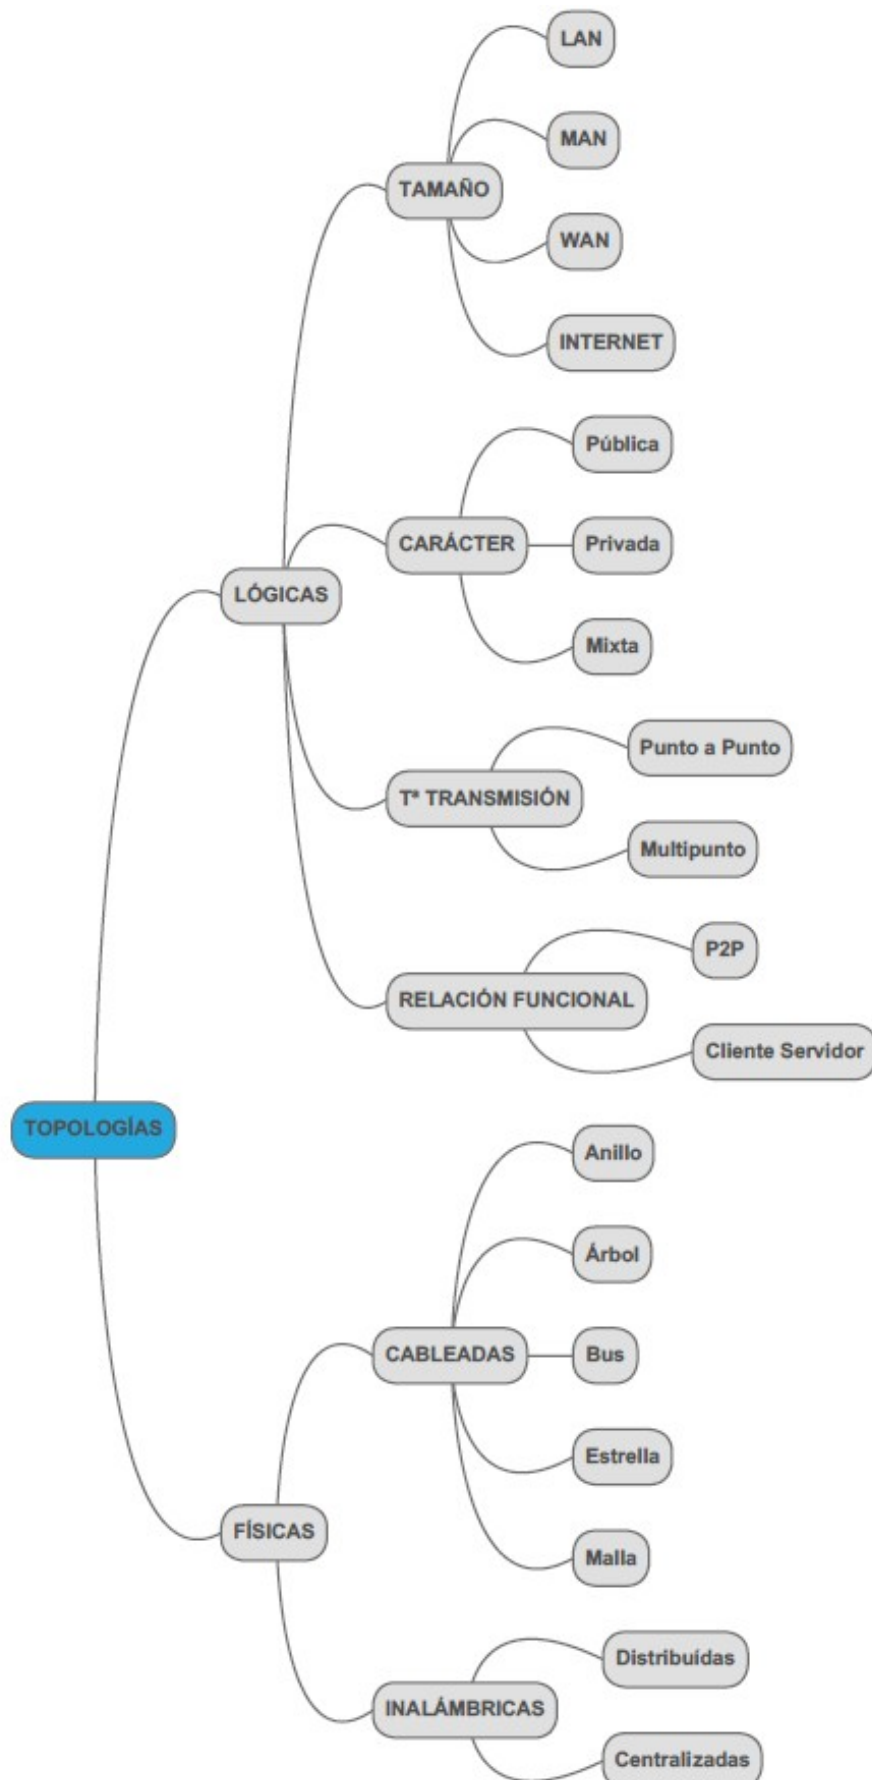 LAN
MAN
TAMAÑO
WAN
INTERNET
Pública
CARÁCTER
Privada
LÓGICAS
Mixta
Punto a Punto
Tª TRANSMISIÓN
Multipunto
P2P
RELACIÓN FUNCIONAL
Cliente Servidor
TOPOLOGÍAS
Anillo
Árbol
CABLEADAS
Bus
Estrella
FÍSICAS
Malla
Distribuídas
INALÁMBRICAS
Centralizadas